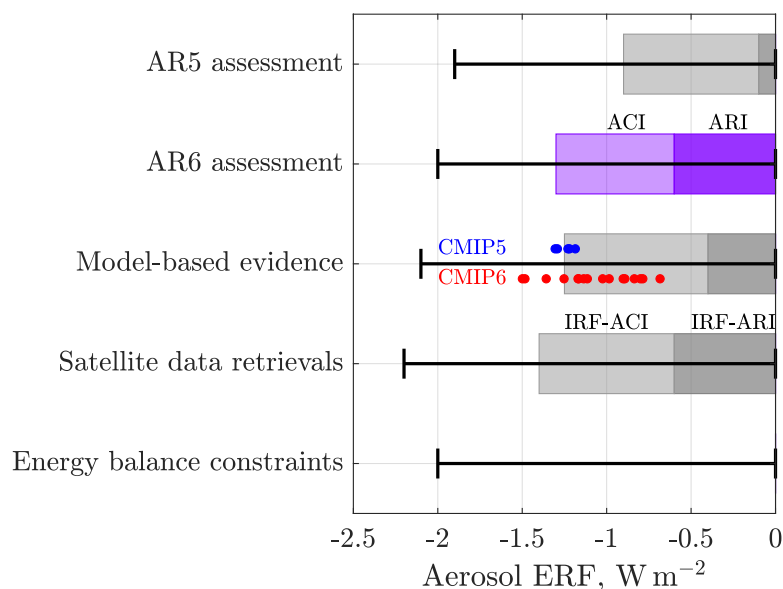 AR5 assessment
ACI ARI
AR6 assessment
CMIP5
Model-based evidence
CMIP6
IRF-ACI IRF-ARI
Satellite data retrievals
Energy balance constraints
-2.5 -2 -1.5 -1 -0.5 0
Aerosol ERF, W m⁻²